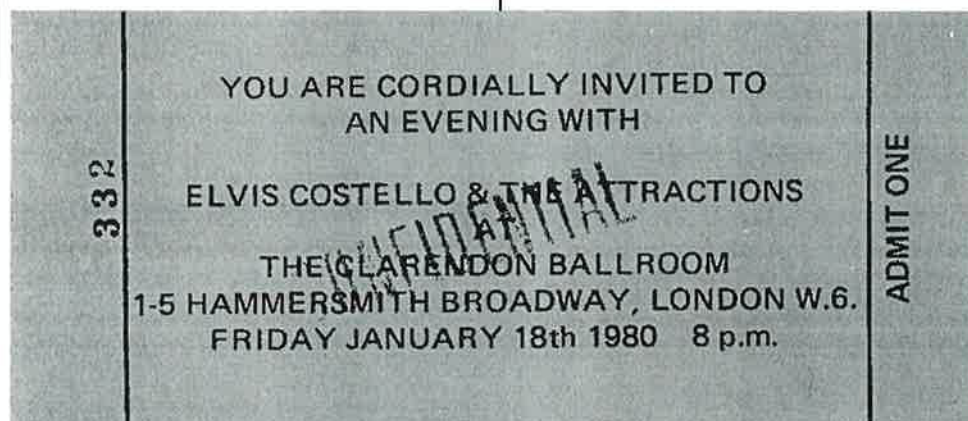 332
YOU ARE CORDIALLY INVITED TO
AN EVENING WITH
ELVIS COSTELLO & THE ATTRACTIONS
AT
THE CLARENDON BALLROOM
1-5 HAMMERSMITH BROADWAY, LONDON W.6.
FRIDAY JANUARY 18th 1980 8 p.m.
CONFIDENTIAL
ADMIT ONE